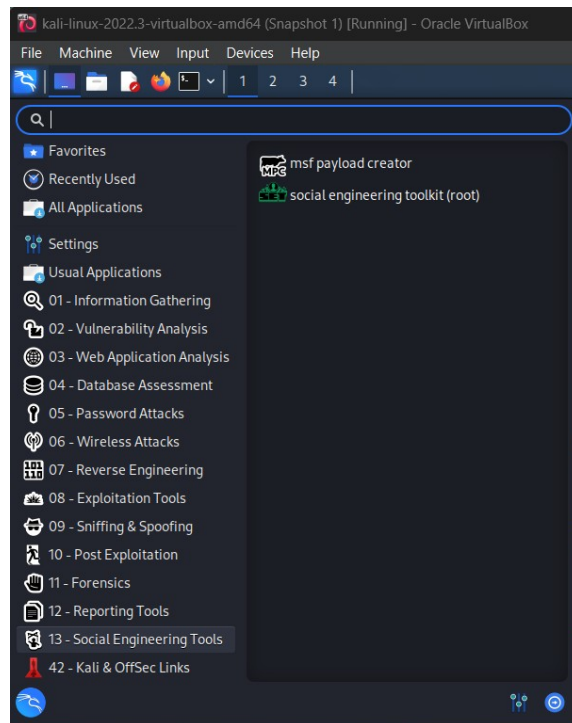 kali-linux-2022.3-virtualbox-amd64 (Snapshot 1) [Running] - Oracle VirtualBox
File Machine View Input Devices Help
1 2 3 4
Favorites
Recently Used
All Applications
Settings
Usual Applications
01 - Information Gathering
02 - Vulnerability Analysis
03 - Web Application Analysis
04 - Database Assessment
05 - Password Attacks
06 - Wireless Attacks
07 - Reverse Engineering
08 - Exploitation Tools
09 - Sniffing & Spoofing
10 - Post Exploitation
11 - Forensics
12 - Reporting Tools
13 - Social Engineering Tools
42 - Kali & OffSec Links
MPC
msf payload creator
SET
social engineering toolkit (root)